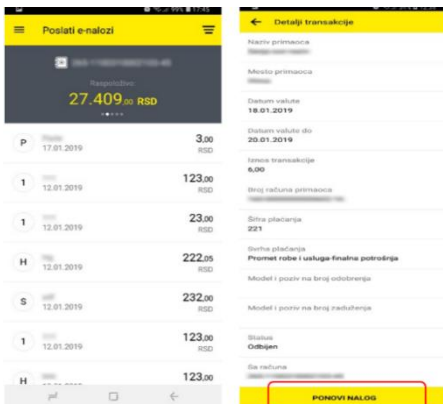 99% 17:45
Poslati e-nalozi
Raspoloživo:
27.409,00 RSD
P
17.01.2019
3,00
RSD
1
12.01.2019
123,00
RSD
1
12.01.2019
23,00
RSD
H
12.01.2019
222,05
RSD
S
12.01.2019
232,00
RSD
1
12.01.2019
123,00
RSD
H
123,00
Detalji transakcije
Naziv primaoca
Mesto primaoca
Datum valute
18.01.2019
Datum valute do
20.01.2019
Iznos transakcije
6,00
Broj računa primaoca
Šifra plaćanja
221
Svrha plaćanja
Promet robe i usluga-finalna potrošnja
Model i poziv na broj odobrenja
Model i poziv na broj zaduženja
Status
Odbijen
Sa računa
PONOVI NALOG